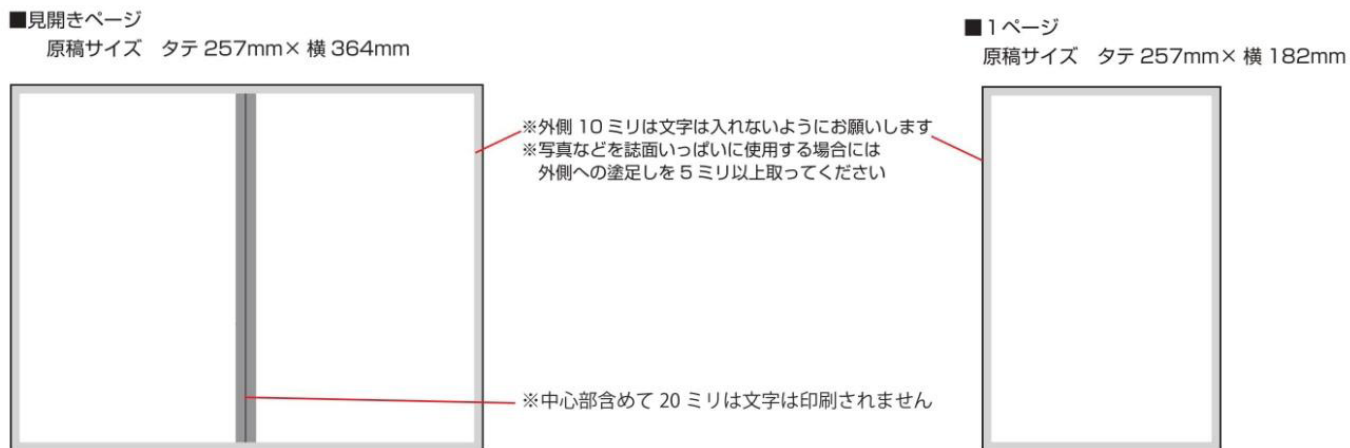 ■見開きページ
原稿サイズ　タテ 257mm× 横 364mm
■1ページ
原稿サイズ　タテ 257mm× 横 182mm
※外側 10 ミリは文字は入れないようにお願いします
※写真などを誌面いっぱいに使用する場合には
外側への塗足しを 5 ミリ以上取ってください
※中心部含めて 20 ミリは文字は印刷されません